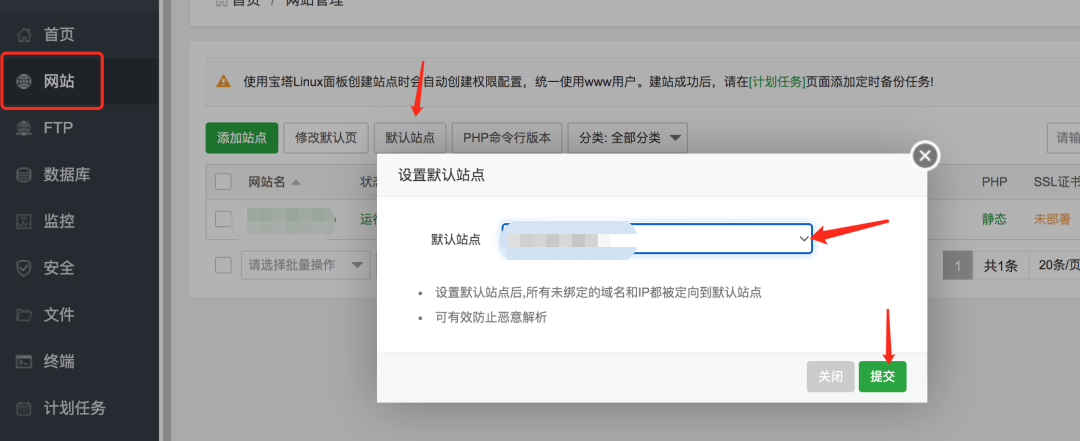 首页 / 网站管理
首页
网站
FTP
数据库
监控
安全
文件
终端
计划任务
使用宝塔Linux面板创建站点时会自动创建权限配置，统一使用www用户。建站成功后，请在[计划任务]页面添加定时备份任务!
添加站点 修改默认页 默认站点 PHP命令行版本 分类: 全部分类
网站名 PHP SSL证书
静态 未部署
请选择批量操作 1 共1条 20条/页
设置默认站点
默认站点
设置默认站点后,所有未绑定的域名和IP都被定向到默认站点
可有效防止恶意解析
关闭 提交